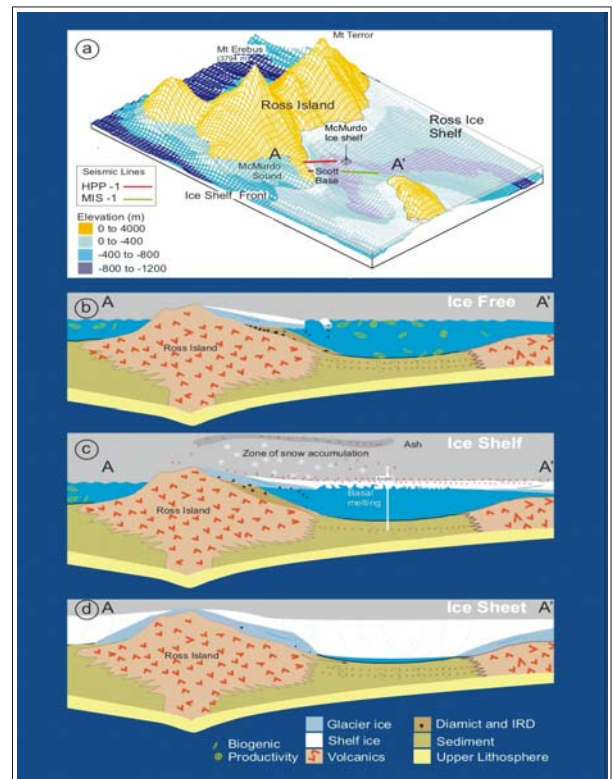 a
Mt Terror
Mt Erebus
(3794 m)
Ross Island
Ross Ice
Shelf
McMurdo
Ice shelf
A
A'
McMurdo
Sound
Scott
Base
Ice Shelf Front
Seismic Lines
HPP -1
MIS -1
Elevation (m)
0 to 4000
0 to -400
-400 to -800
-800 to -1200
b
A
Ice Free
A'
Ross Island
c
Ash
Ice Shelf
Zone of snow accumulation
A
A'
Basal
melting
Ross Island
d
A
Ice Sheet
A'
Ross Island
Biogenic
Productivity
Glacier ice
Shelf ice
Volcanics
Diamict and IRD
Sediment
Upper Lithosphere